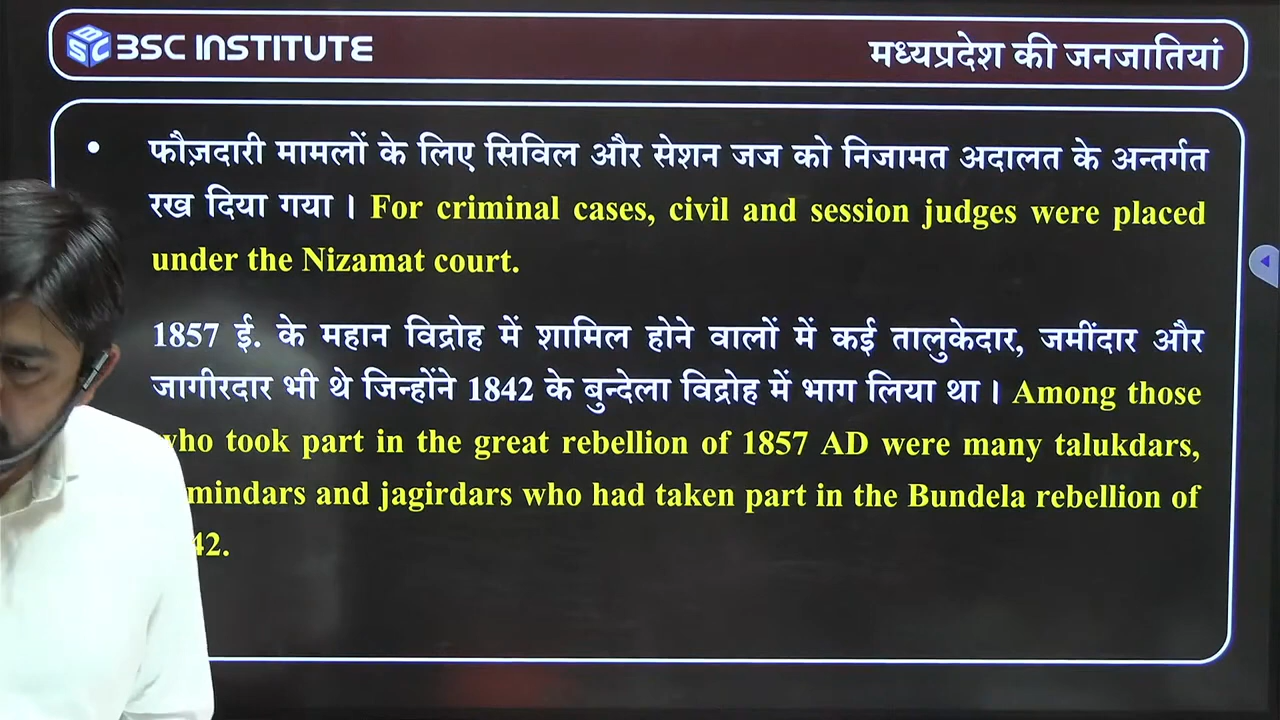 BSC
3SC INSTITUTE
मध्यप्रदेश की जनजातियां
• फौज़दारी मामलों के लिए सिविल और सेशन जज को निजामत अदालत के अन्तर्गत
रख दिया गया । For criminal cases, civil and session judges were placed
under the Nizamat court.
1857 ई. के महान विद्रोह में शामिल होने वालों में कई तालुकेदार, जमींदार और
जागीरदार भी थे जिन्होंने 1842 के बुन्देला विद्रोह में भाग लिया था । Among those
who took part in the great rebellion of 1857 AD were many talukdars,
mindars and jagirdars who had taken part in the Bundela rebellion of
42.